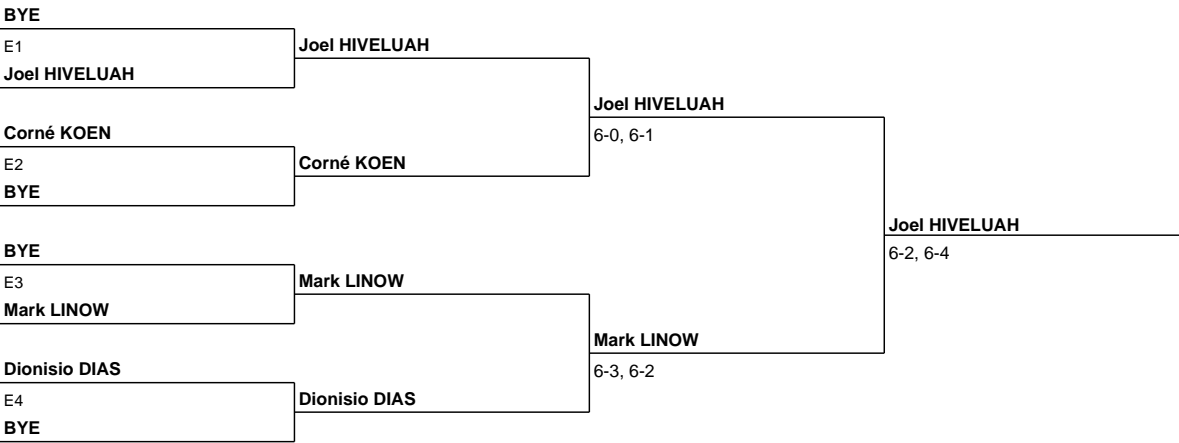 BYE
E1
Joel HIVELUAH
Joel HIVELUAH
Corné KOEN
E2
BYE
Corné KOEN
Joel HIVELUAH
6-0, 6-1
BYE
E3
Mark LINOW
Mark LINOW
Dionisio DIAS
E4
BYE
Dionisio DIAS
Mark LINOW
6-3, 6-2
Joel HIVELUAH
6-2, 6-4